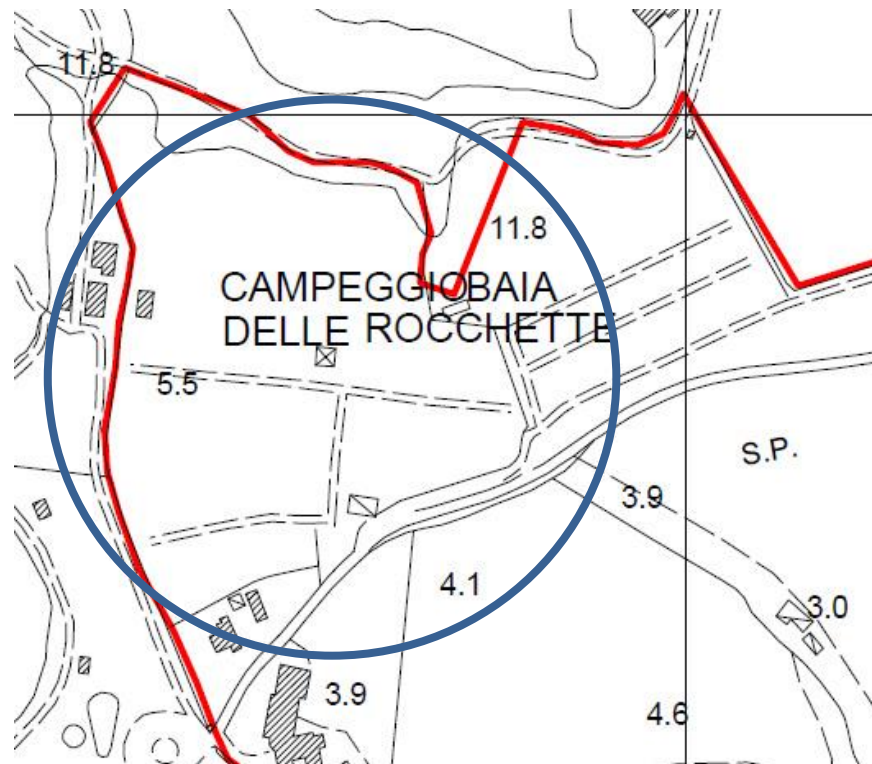 11.8
11.8
CAMPEGGIOBAIA
DELLE ROCCHETTE
5.5
S.P.
3.9
4.1
3.0
3.9
4.6